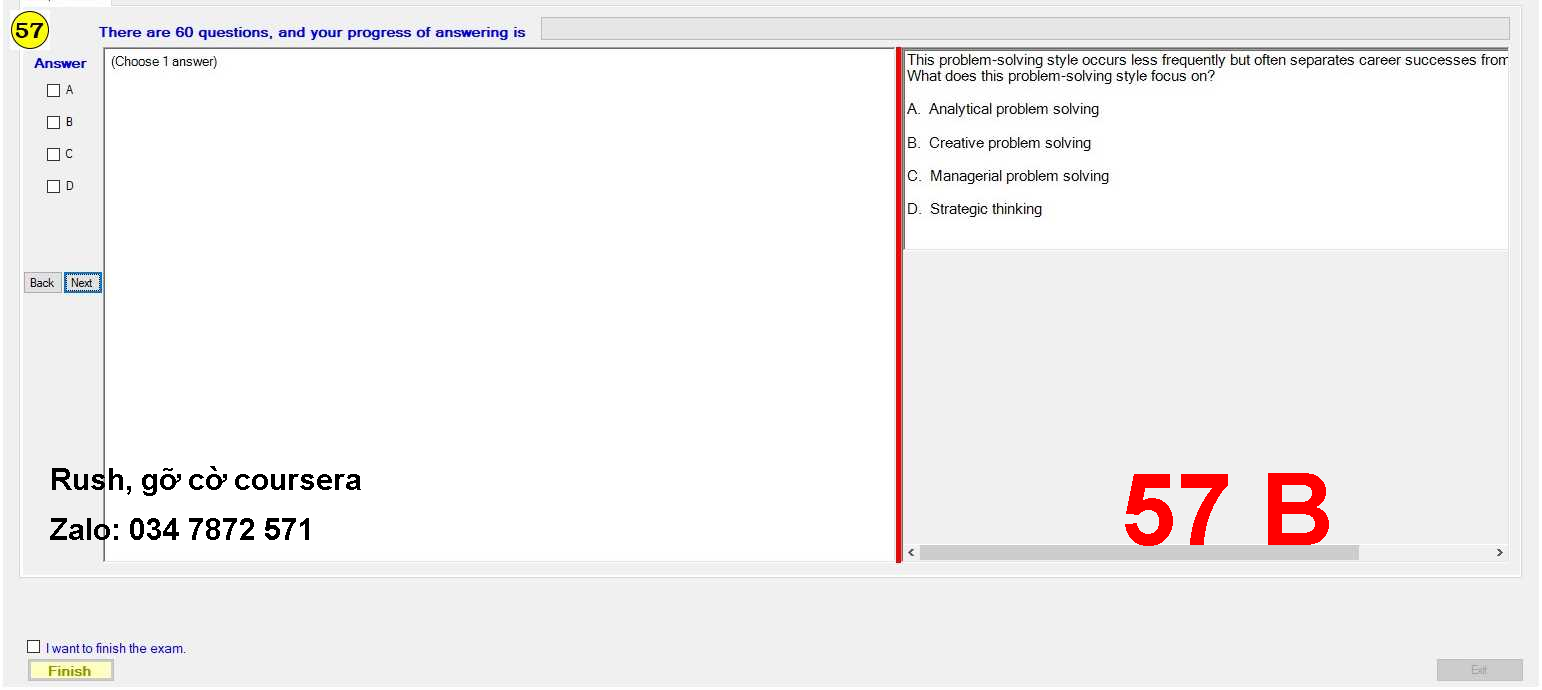 57
There are 60 questions, and your progress of answering is
Answer
(Choose 1 answer)
A
B
C
D
Back
Next
This problem-solving style occurs less frequently but often separates career successes from
What does this problem-solving style focus on?
A. Analytical problem solving
B. Creative problem solving
C. Managerial problem solving
D. Strategic thinking
Rush, gỡ cờ coursera
Zalo: 034 7872 571
57 B
I want to finish the exam.
Finish
Exit